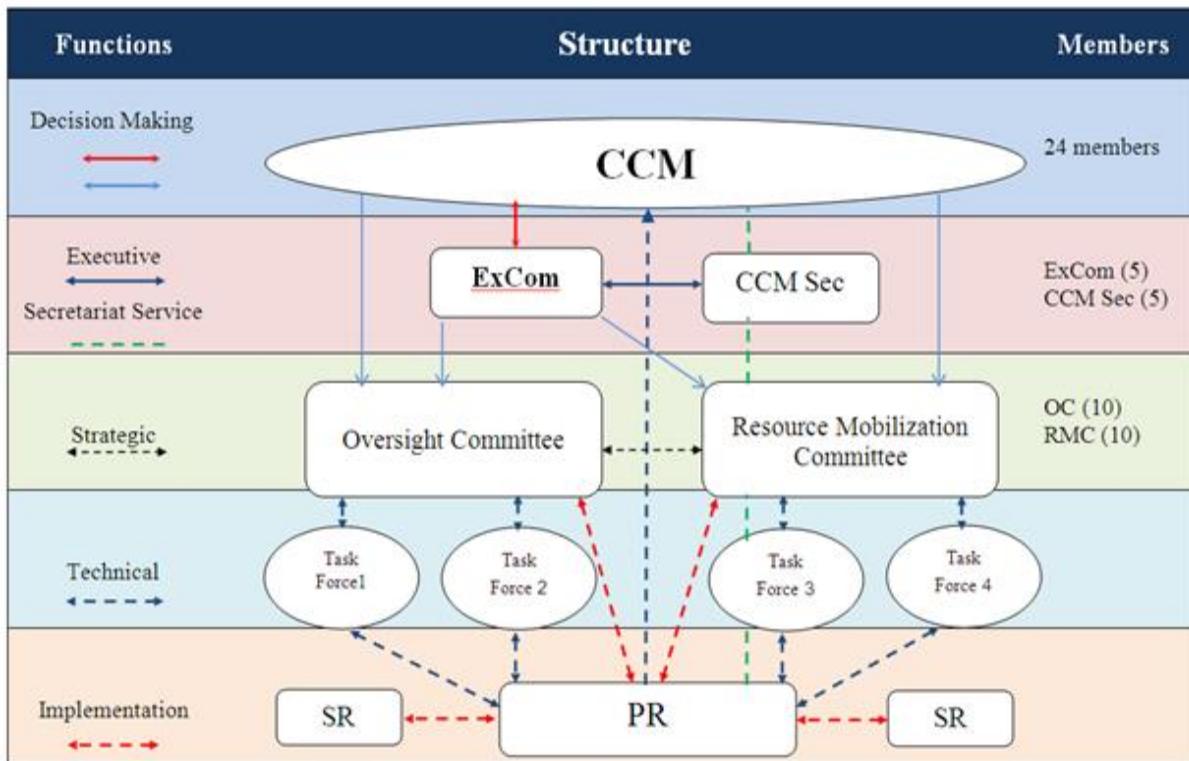 Functions
Structure
Members
Decision Making
CCM
24 members
Executive
Secretariat Service
ExCom
CCM Sec
ExCom (5)
CCM Sec (5)
Strategic
Oversight Committee
Resource Mobilization
Committee
OC (10)
RMC (10)
Technical
Task
Force1
Task
Force 2
Task
Force 3
Task
Force 4
Implementation
SR
PR
SR